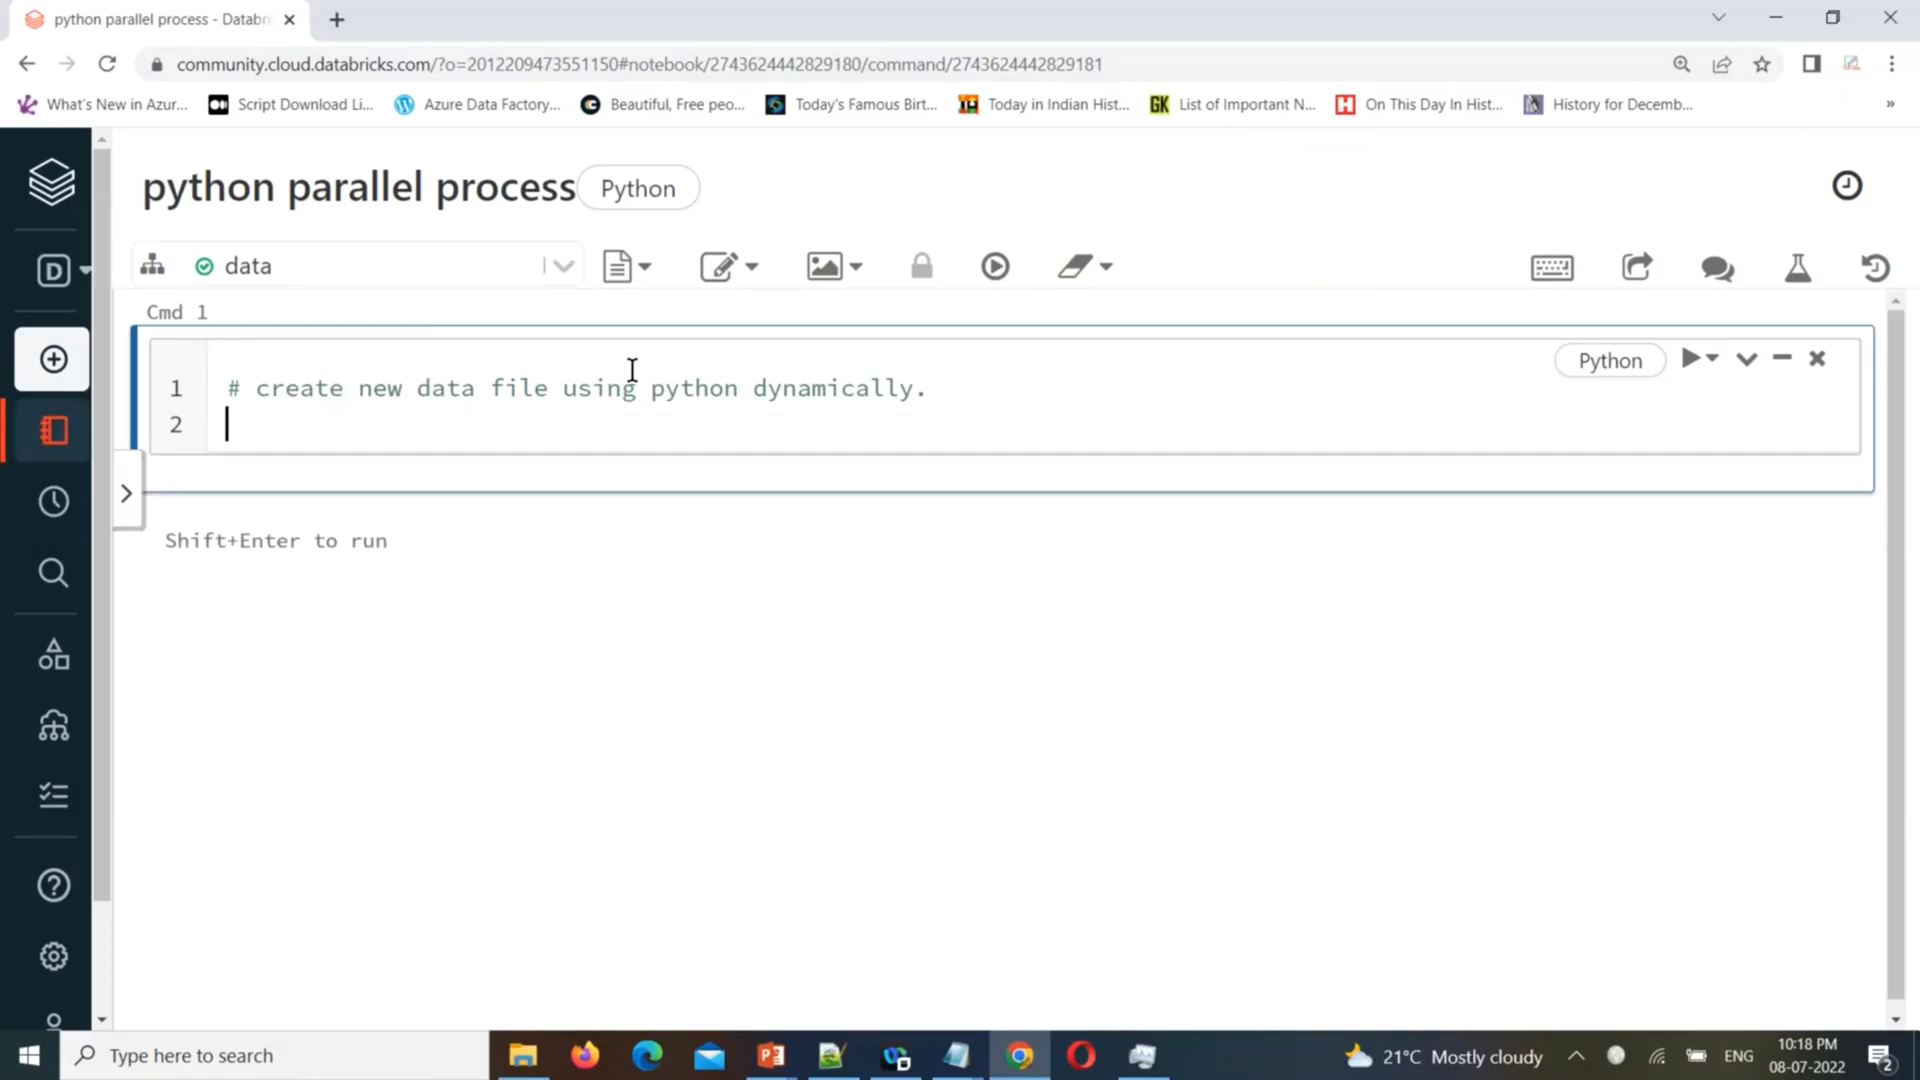 python parallel process - Databri
community.cloud.databricks.com/?o=2012209473551150#notebook/2743624442829180/command/2743624442829181
What's New in Azur... Script Download Li... Azure Data Factory... Beautiful, Free peo... Today's Famous Birt... Today in Indian Hist... GK List of Important N... H On This Day In Hist... History for Decemb... »
python parallel process Python
D data
Cmd 1
Python
1 # create new data file using python dynamically.
2
Shift+Enter to run
Type here to search
21°C Mostly cloudy
ENG
10:18 PM
08-07-2022
2